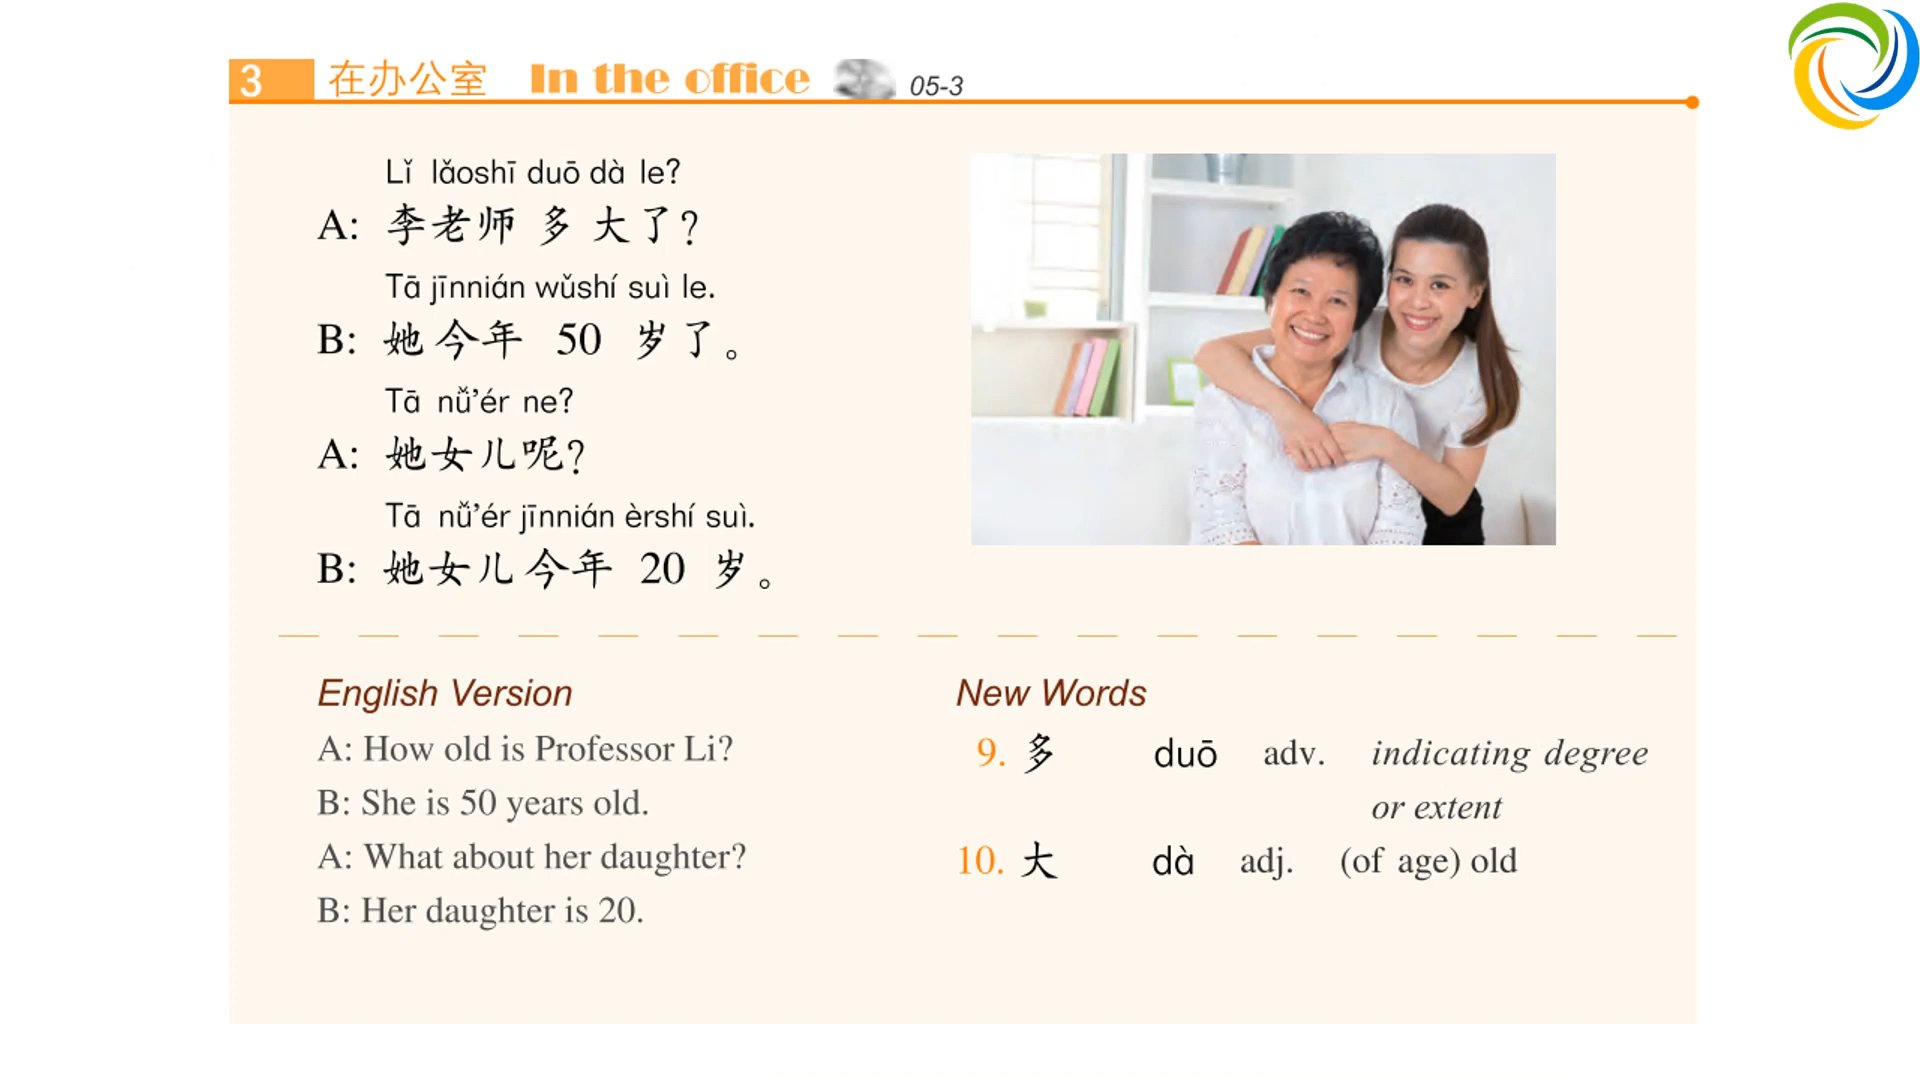 3 在办公室 In the office 05-3
Lǐ lǎoshī duō dà le?
A: 李老师 多 大了?
Tā jīnnián wǔshí suì le.
B: 她今年 50 岁了。
Tā nǚ’ér ne?
A: 她女儿呢?
Tā nǚ’ér jīnnián èrshí suì.
B: 她女儿今年 20 岁。
English Version
A: How old is Professor Li?
B: She is 50 years old.
A: What about her daughter?
B: Her daughter is 20.
New Words
9. 多 duō adv. indicating degree
or extent
10. 大 dà adj. (of age) old